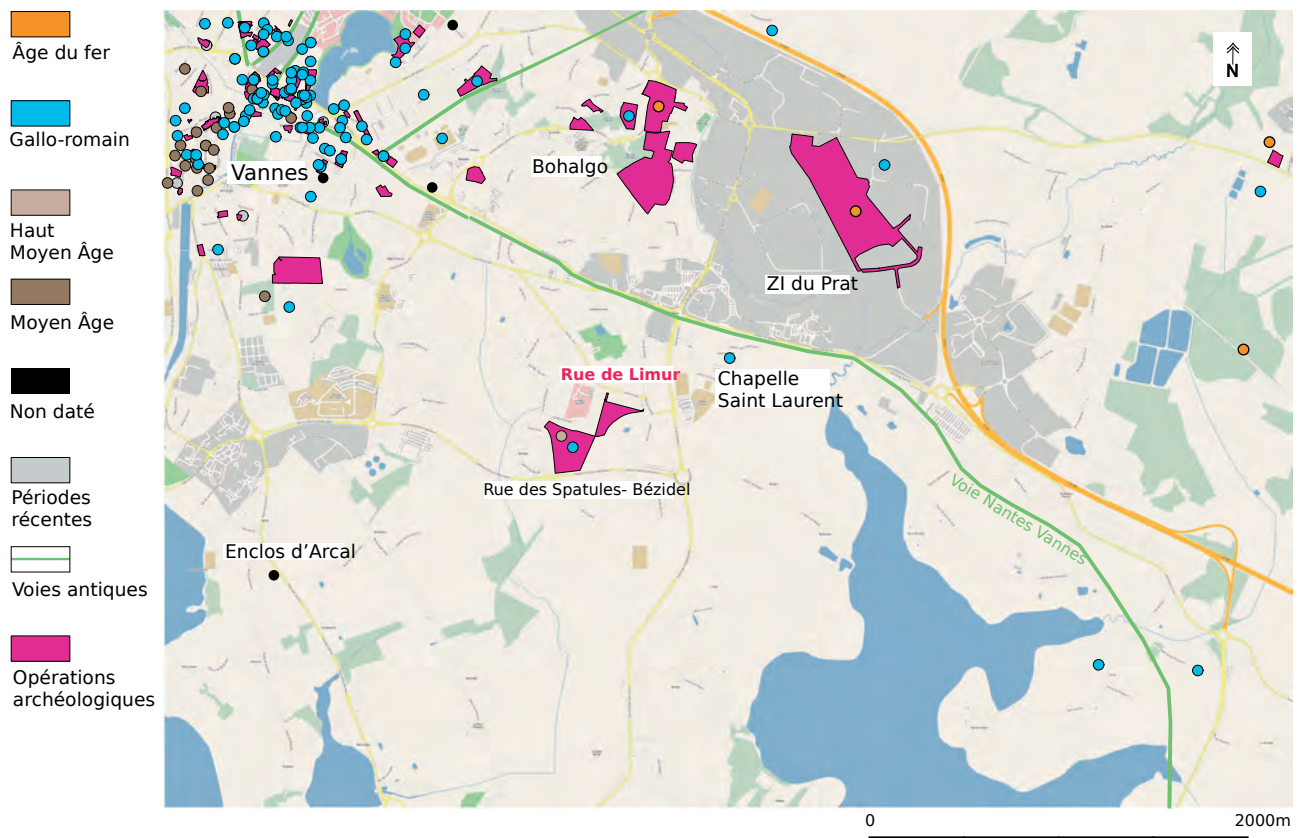 Âge du fer
Gallo-romain
Haut
Moyen Âge
Moyen Âge
Non daté
Périodes
récentes
Voies antiques
Opérations
archéologiques
N
Vannes
Bohalgo
ZI du Prat
Rue de Limur
Chapelle
Saint Laurent
Rue des Spatules- Bézidel
Voie Nantes Vannes
Enclos d'Arcal
0
2000m